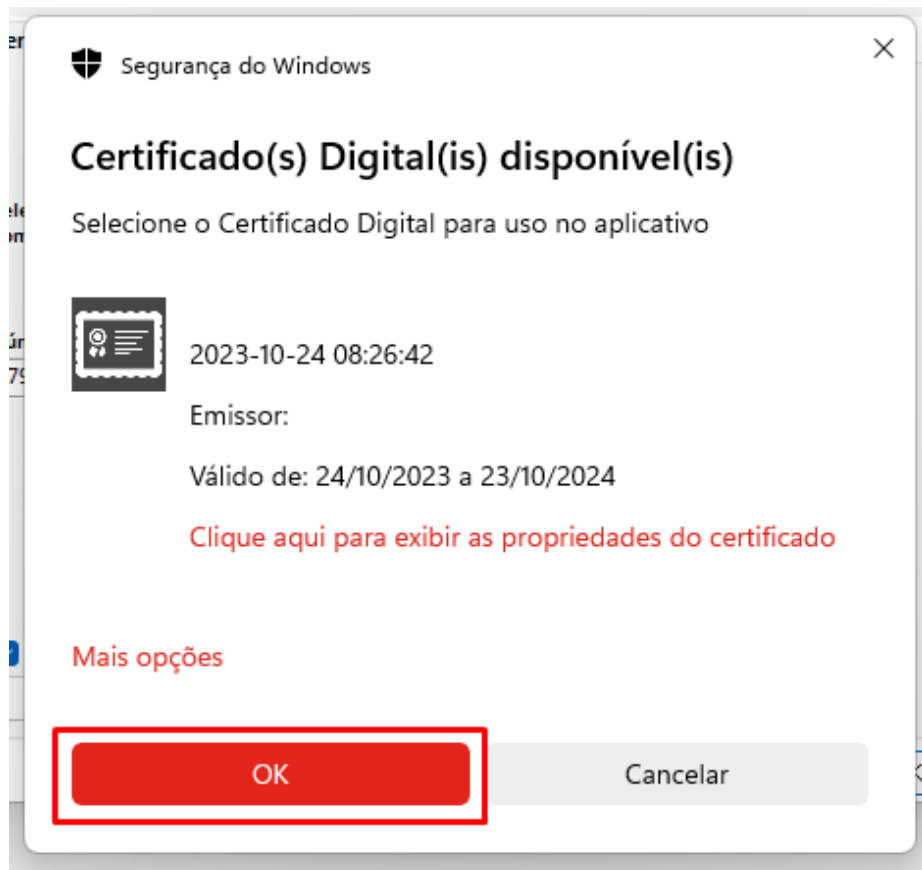 Segurança do Windows
Certificado(s) Digital(is) disponível(is)
Selecione o Certificado Digital para uso no aplicativo
2023-10-24 08:26:42
Emissor:
Válido de: 24/10/2023 a 23/10/2024
Clique aqui para exibir as propriedades do certificado
Mais opções
OK
Cancelar